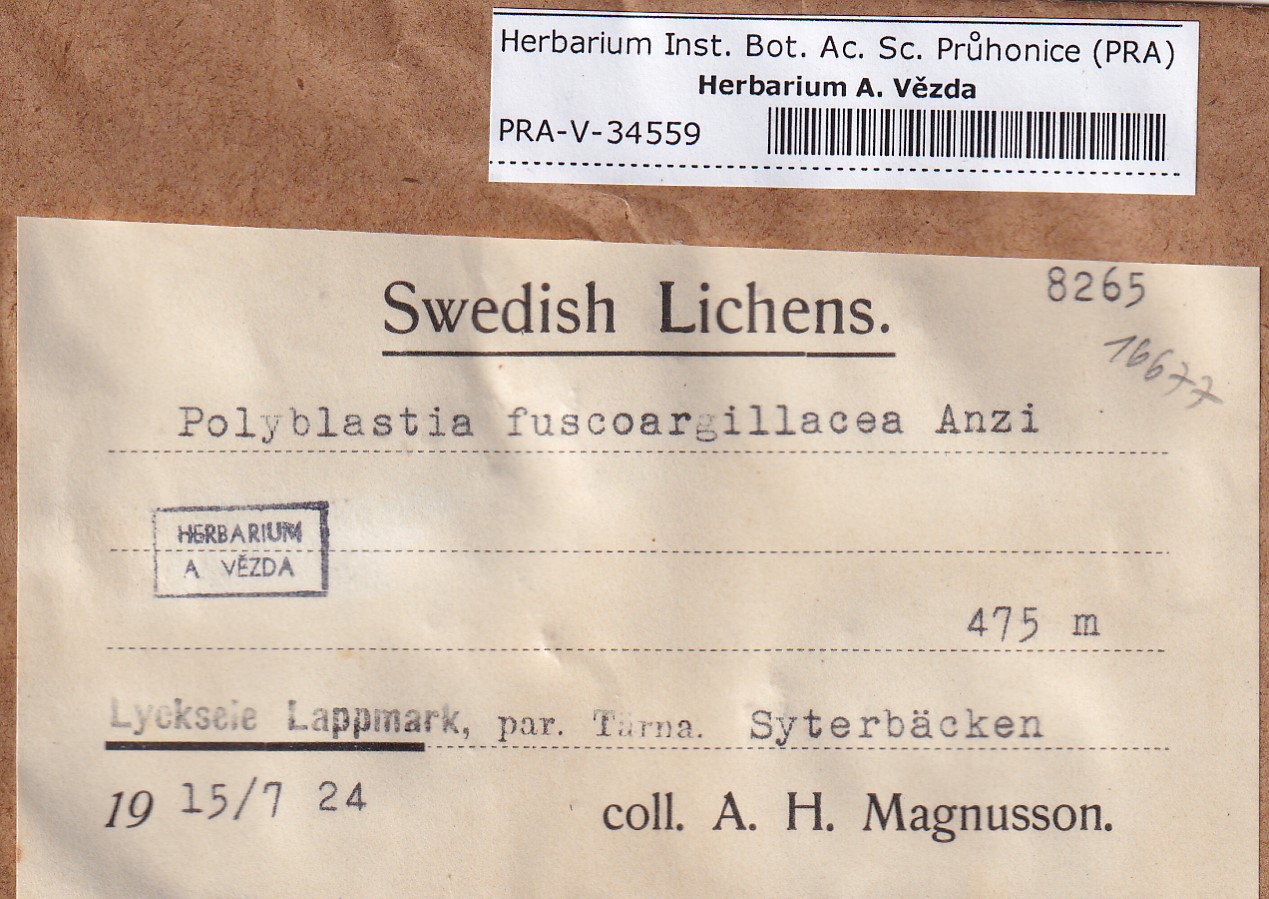 Herbarium Inst. Bot. Ac. Sc. Průhonice (PRA)
Herbarium A. Vězda
PRA-V-34559
Swedish Lichens.
8265
16677
Polyblastia fuscoargillacea Anzi
HERBARIUM
A VĚZDA
475 m
Lycksele Lappmark, par. Tärna. Syterbäcken
19 15/7 24
coll. A. H. Magnusson.